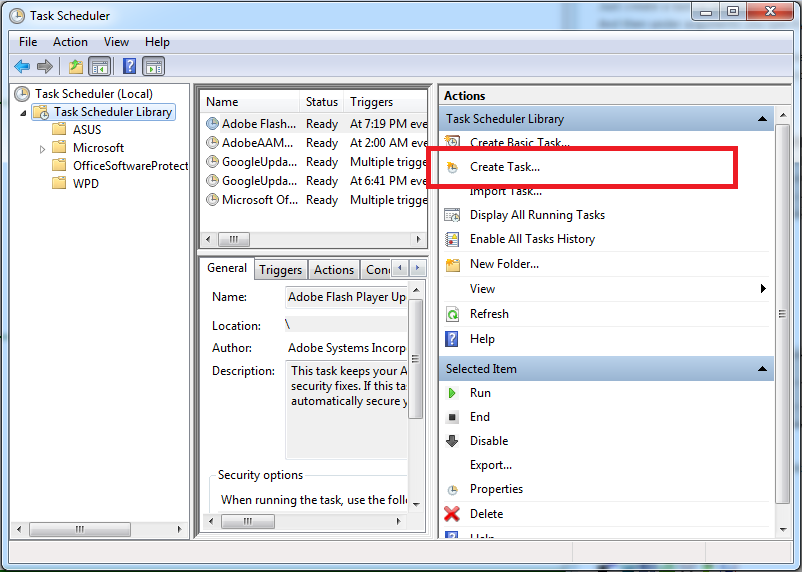 Task Scheduler
File Action View Help
Task Scheduler (Local)
Task Scheduler Library
ASUS
Microsoft
OfficeSoftwareProtect
WPD
Name Status Triggers
Adobe Flash... Ready At 7:19 PM eve
AdobeAAM... Ready At 2:00 AM eve
GoogleUpda... Ready Multiple trigge
GoogleUpda... Ready At 6:41 PM eve
Microsoft Of... Ready Multiple trigge
General Triggers Actions Con
Name: Adobe Flash Player Up
Location: \
Author: Adobe Systems Incorp
Description: This task keeps your A
security fixes. If this ta
automatically secure y
Security options
When running the task, use the follo
Actions
Task Scheduler Library
Create Basic Task...
Create Task...
Import Task...
Display All Running Tasks
Enable All Tasks History
New Folder...
View
Refresh
Help
Selected Item
Run
End
Disable
Export...
Properties
Delete
Help